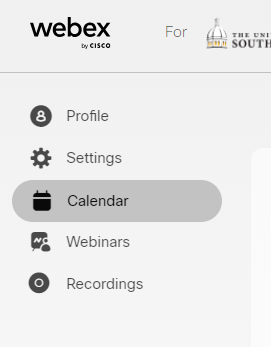 webex
by CISCO
For
THE UNI
SOUTH
Profile
Settings
Calendar
Webinars
Recordings